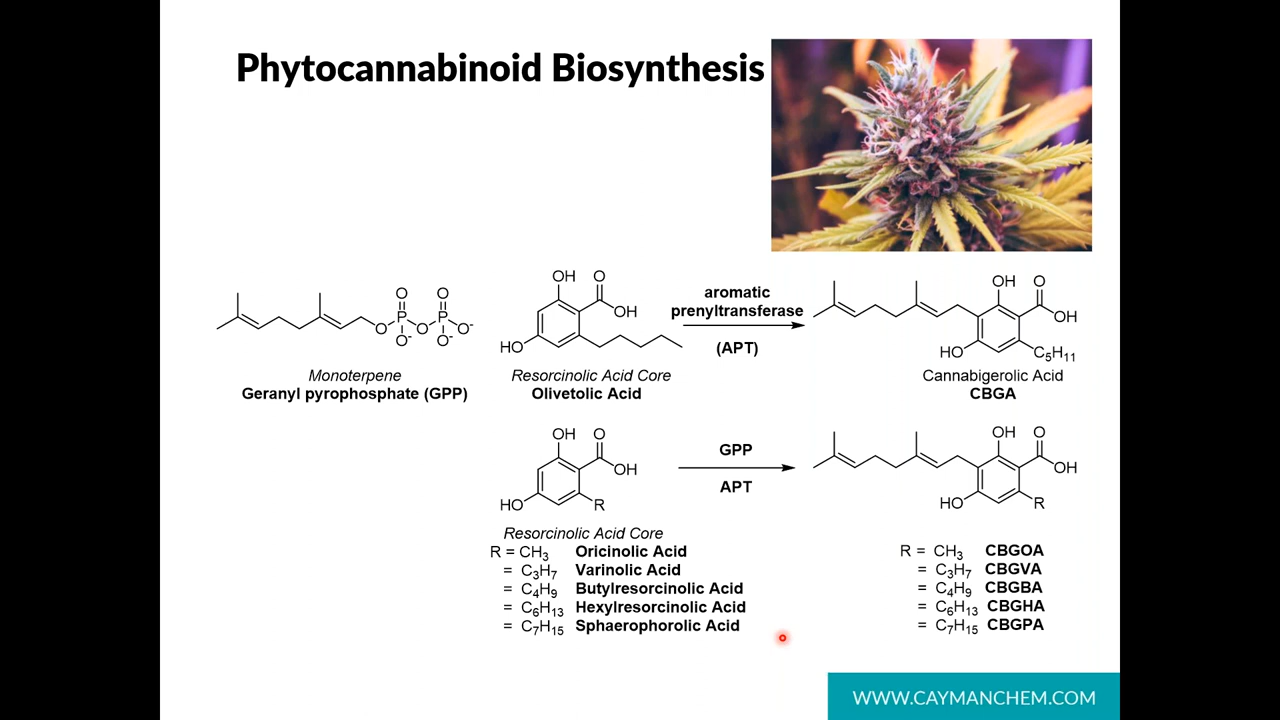 Phytocannabinoid Biosynthesis
OH O
OH
HO
O O
O P O P O-
O- O-
aromatic
prenyltransferase
(APT)
OH O
OH
HO
C5H11
Monoterpene
Geranyl pyrophosphate (GPP)
Resorcinolic Acid Core
Olivetolic Acid
Cannabigerolic Acid
CBGA
OH O
OH
HO
R
GPP
APT
OH O
OH
HO
R
Resorcinolic Acid Core
R = CH3 Oricinolic Acid
= C3H7 Varinolic Acid
= C4H9 Butylresorcinolic Acid
= C6H13 Hexylresorcinolic Acid
= C7H15 Sphaerophorolic Acid
R = CH3 CBGOA
= C3H7 CBGVA
= C4H9 CBGBA
= C6H13 CBGHA
= C7H15 CBGPA
WWW.CAYMANCHEM.COM